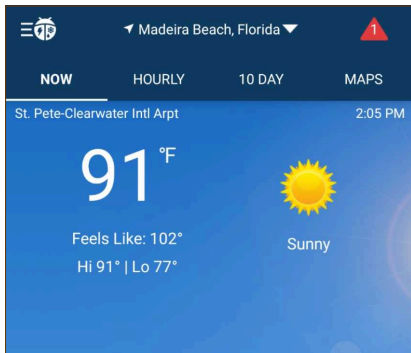 Madeira Beach, Florida
1
NOW HOURLY 10 DAY MAPS
St. Pete-Clearwater Intl Arpt 2:05 PM
91 °F
Feels Like: 102°
Sunny
Hi 91° | Lo 77°